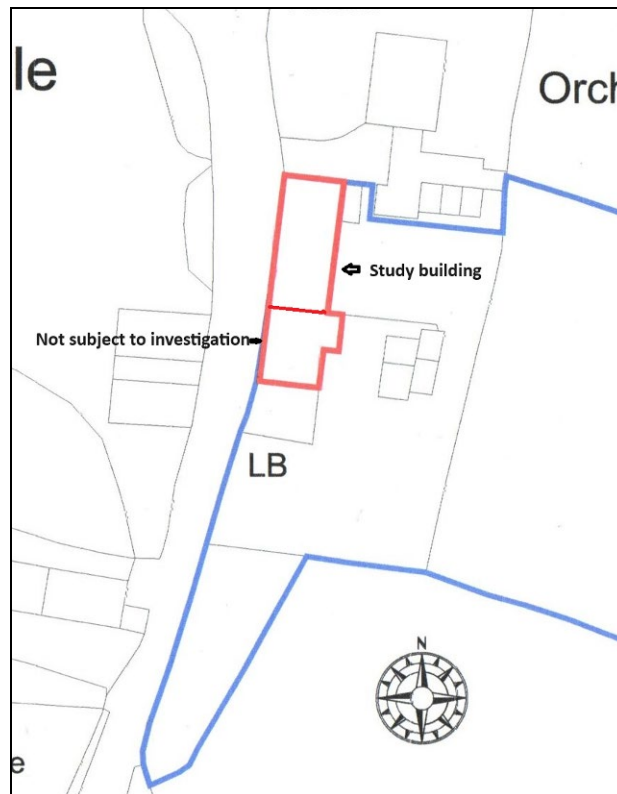 le
Orch
Study building
Not subject to investigation
LB
N
e